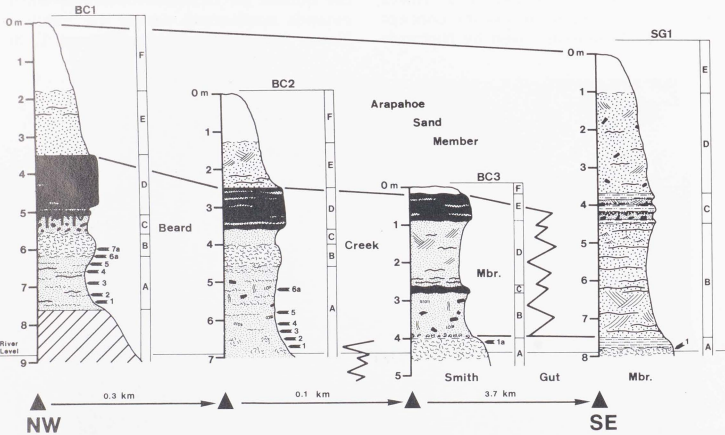 BC1
0 m
1
2
3
4
5
6
7
8
River Level
9
F
E
D
C
B
A
7a
6a
5
4
3
2
1
BC2
0 m
1
2
3
4
5
6
7
F
E
D
C
B
A
6a
5
4
3
2
1
Arapahoe
Sand
Member
Beard
Creek
Mbr.
BC3
0 m
1
2
3
4
5
F
E
D
C
B
A
1a
SG1
0 m
1
2
3
4
5
6
7
8
E
D
C
B
A
1
Smith
Gut
Mbr.
0.3 km
0.1 km
3.7 km
NW
SE